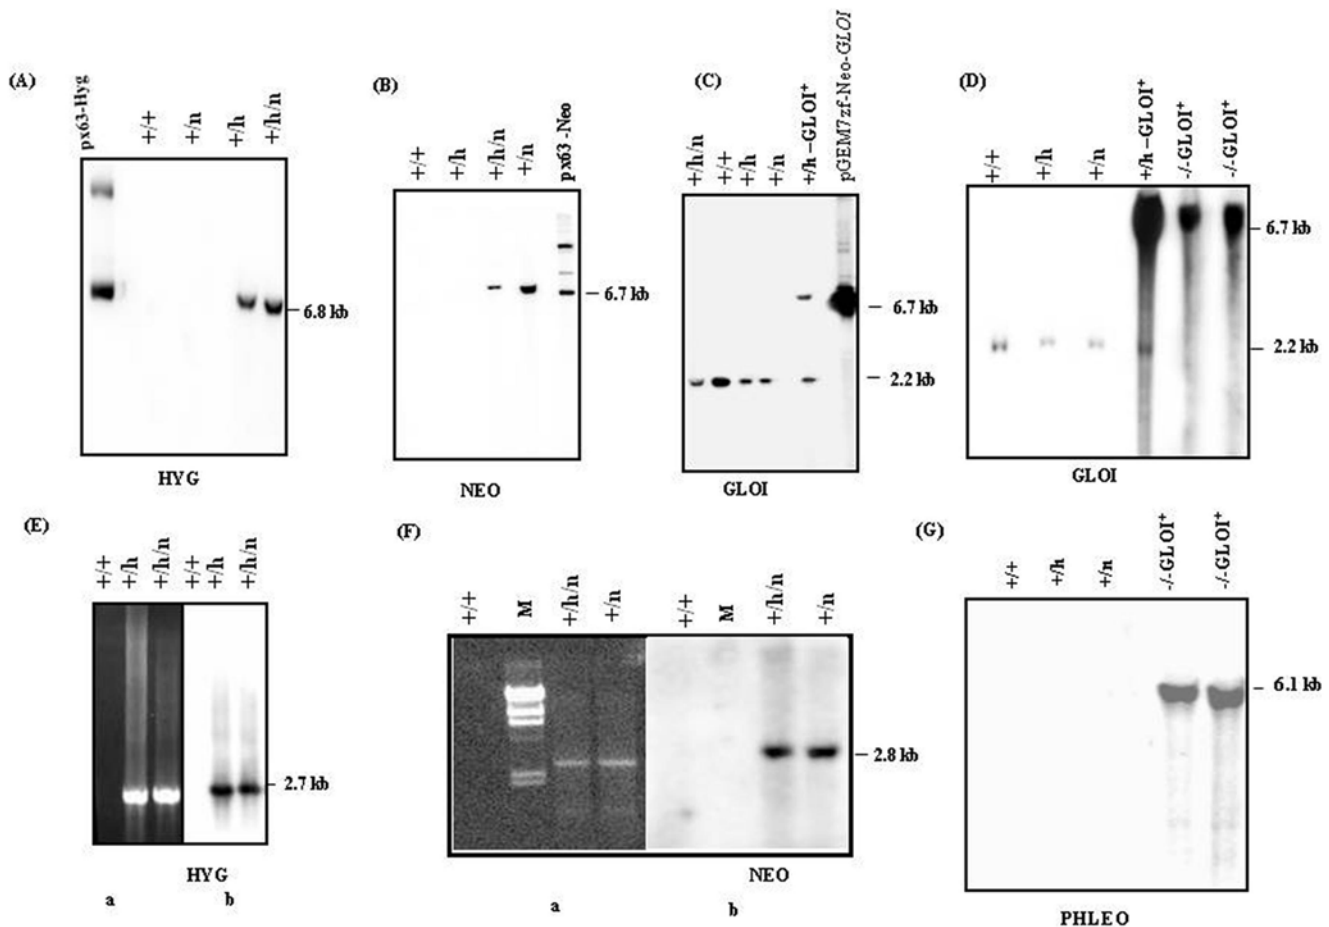 (A)
px63-Hyg
+/+
+/n
+/h
+/h/n
6.8 kb
HYG
(B)
+/+
+/h
+/h/n
+/n
px63 -Neo
6.7 kb
NEO
(C)
+/h/n
+/+
+/h
+/n
+/h –GLOI+
pGEM7zf-Neo-GLOI
6.7 kb
2.2 kb
GLOI
(D)
+/+
+/h
+/n
+/h –GLOI+
-/-GLOI+
-/-GLOI+
6.7 kb
2.2 kb
GLOI
(E)
+/+
+/h
+/h/n
+/+
+/h
+/h/n
2.7 kb
HYG
a
b
(F)
+/+
M
+/h/n
+/n
+/+
M
+/h/n
+/n
2.8 kb
NEO
a
b
(G)
+/+
+/h
+/n
-/-GLOI+
-/-GLOI+
6.1 kb
PHLEO